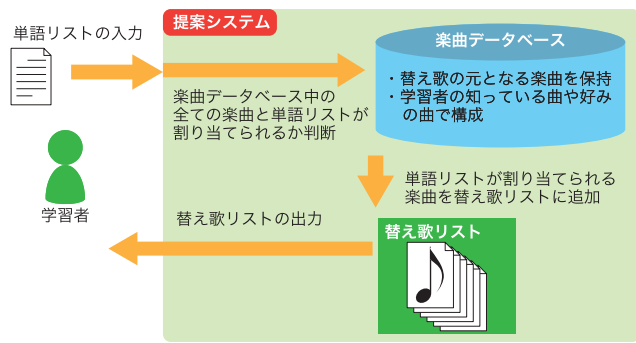 単語リストの入力
提案システム
楽曲データベース
・替え歌の元となる楽曲を保持
・学習者の知っている曲や好み
の曲で構成
楽曲データベース中の
全ての楽曲と単語リストが
割り当てられるか判断
学習者
単語リストが割り当てられる
楽曲を替え歌リストに追加
替え歌リストの出力
替え歌リスト